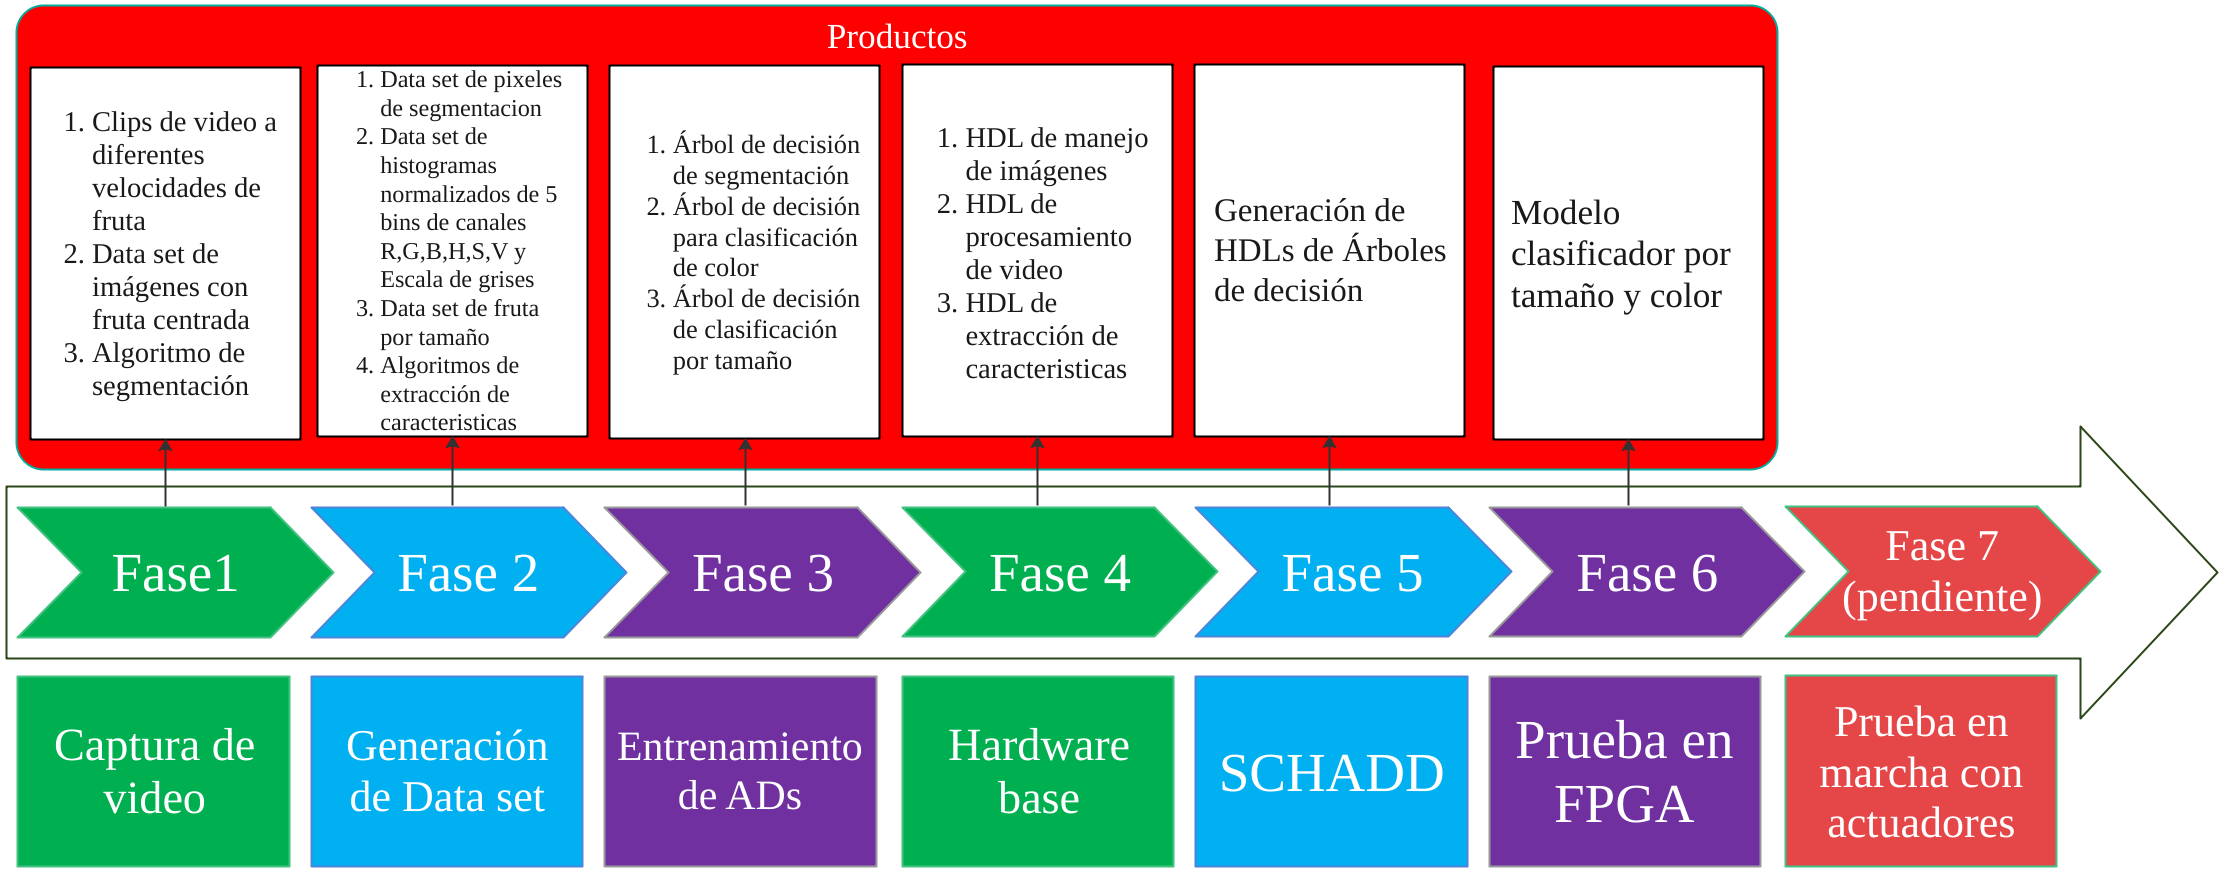 Productos
1. Clips de video a
diferentes
velocidades de
fruta
2. Data set de
imágenes con
fruta centrada
3. Algoritmo de
segmentación
1. Data set de pixeles
de segmentacion
2. Data set de
histogramas
normalizados de 5
bins de canales
R,G,B,H,S,V y
Escala de grises
3. Data set de fruta
por tamaño
4. Algoritmos de
extracción de
caracteristicas
1. Árbol de decisión
de segmentación
2. Árbol de decisión
para clasificación
de color
3. Árbol de decisión
de clasificación
por tamaño
1. HDL de manejo
de imágenes
2. HDL de
procesamiento
de video
3. HDL de
extracción de
caracteristicas
Generación de
HDLs de Árboles
de decisión
Modelo
clasificador por
tamaño y color
Fase1
Fase 2
Fase 3
Fase 4
Fase 5
Fase 6
Fase 7
(pendiente)
Captura de
video
Generación
de Data set
Entrenamiento
de ADs
Hardware
base
SCHADD
Prueba en
FPGA
Prueba en
marcha con
actuadores